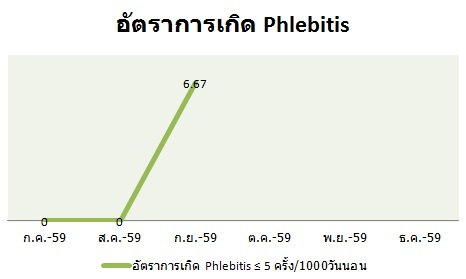 อัตราการเกิด Phlebitis
6.67
0 0
ก.ค.-59 ส.ค.-59 ก.ย.-59 ต.ค.-59 พ.ย.-59 ธ.ค.-59
อัตราการเกิด Phlebitis ≤ 5 ครั้ง/1000วันนอน